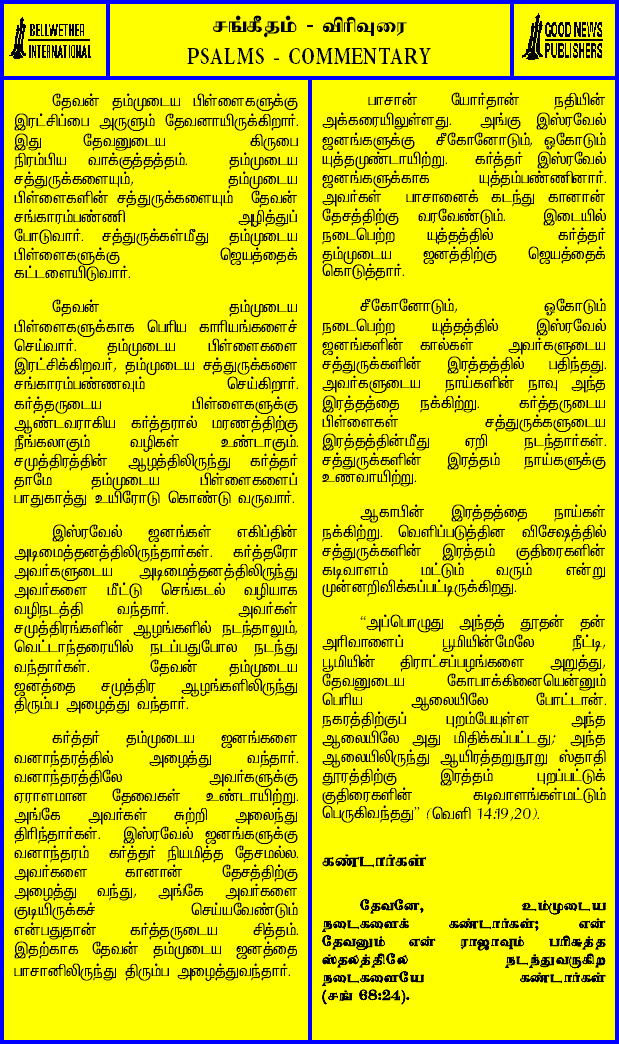 BELLWETHER
INTERNATIONAL
சங்கீதம் - விரிவுரை
PSALMS - COMMENTARY
GOOD NEWS
PUBLISHERS
தேவன் தம்முடைய பிள்ளைகளுக்கு
இரட்சிப்பை அருளும் தேவனாயிருக்கிறார்.
இது தேவனுடைய கிருபை
நிரம்பிய வாக்குத்தத்தம். தம்முடைய
சத்துருக்களையும், தம்முடைய
பிள்ளைகளின் சத்துருக்களையும் தேவன்
சங்காரம்பண்ணி அழித்துப்
போடுவார். சத்துருக்கள்மீது தம்முடைய
பிள்ளைகளுக்கு ஜெயத்தைக்
கட்டளையிடுவார்.
தேவன் தம்முடைய
பிள்ளைகளுக்காக பெரிய காரியங்களைச்
செய்வார். தம்முடைய பிள்ளைகளை
இரட்சிக்கிறவர், தம்முடைய சத்துருக்களை
சங்காரம்பண்ணவும் செய்கிறார்.
கர்த்தருடைய பிள்ளைகளுக்கு
ஆண்டவராகிய கர்த்தரால் மரணத்திற்கு
நீங்கலாகும் வழிகள் உண்டாகும்.
சமுத்திரத்தின் ஆழத்திலிருந்து கர்த்தர்
தாமே தம்முடைய பிள்ளைகளைப்
பாதுகாத்து உயிரோடு கொண்டு வருவார்.
இஸ்ரவேல் ஜனங்கள் எகிப்தின்
அடிமைத்தனத்திலிருந்தார்கள். கர்த்தரோ
அவர்களுடைய அடிமைத்தனத்திலிருந்து
அவர்களை மீட்டு செங்கடல் வழியாக
வழிநடத்தி வந்தார். அவர்கள்
சமுத்திரங்களின் ஆழங்களில் நடந்தாலும்,
வெட்டாந்தரையில் நடப்பதுபோல நடந்து
வந்தார்கள். தேவன் தம்முடைய
ஜனத்தை சமுத்திர ஆழங்களிலிருந்து
திரும்ப அழைத்து வந்தார்.
கர்த்தர் தம்முடைய ஜனங்களை
வனாந்தரத்தில் அழைத்து வந்தார்.
வனாந்தரத்திலே அவர்களுக்கு
ஏராளமான தேவைகள் உண்டாயிற்று.
அங்கே அவர்கள் சுற்றி அலைந்து
திரிந்தார்கள். இஸ்ரவேல் ஜனங்களுக்கு
வனாந்தரம் கர்த்தர் நியமித்த தேசமல்ல.
அவர்களை கானான் தேசத்திற்கு
அழைத்து வந்து, அங்கே அவர்களை
குடியிருக்கச் செய்யவேண்டும்
என்பதுதான் கர்த்தருடைய சித்தம்.
இதற்காக தேவன் தம்முடைய ஜனத்தை
பாசானிலிருந்து திரும்ப அழைத்துவந்தார்.
பாசான் யோர்தான் நதியின்
அக்கரையிலுள்ளது. அங்கு இஸ்ரவேல்
ஜனங்களுக்கு சீகோனோடும், ஓகோடும்
யுத்தமுண்டாயிற்று. கர்த்தர் இஸ்ரவேல்
ஜனங்களுக்காக யுத்தம்பண்ணினார்.
அவர்கள் பாசானைக் கடந்து கானான்
தேசத்திற்கு வரவேண்டும். இடையில்
நடைபெற்ற யுத்தத்தில் கர்த்தர்
தம்முடைய ஜனத்திற்கு ஜெயத்தைக்
கொடுத்தார்.
சீகோனோடும், ஓகோடும்
நடைபெற்ற யுத்தத்தில் இஸ்ரவேல்
ஜனங்களின் கால்கள் அவர்களுடைய
சத்துருக்களின் இரத்தத்தில் பதிந்தது.
அவர்களுடைய நாய்களின் நாவு அந்த
இரத்தத்தை நக்கிற்று. கர்த்தருடைய
பிள்ளைகள் சத்துருக்களுடைய
இரத்தத்தின்மீது ஏறி நடந்தார்கள்.
சத்துருக்களின் இரத்தம் நாய்களுக்கு
உணவாயிற்று.
ஆகாபின் இரத்தத்தை நாய்கள்
நக்கிற்று. வெளிப்படுத்தின விசேஷத்தில்
சத்துருக்களின் இரத்தம் குதிரைகளின்
கடிவாளம் மட்டும் வரும் என்று
முன்னறிவிக்கப்பட்டிருக்கிறது.
“அப்பொழுது அந்தத் தூதன் தன்
அரிவாளைப் பூமியின்மேலே நீட்டி,
பூமியின் திராட்சப்பழங்களை அறுத்து,
தேவனுடைய கோபாக்கினையென்னும்
பெரிய ஆலையிலே போட்டான்.
நகரத்திற்குப் புறம்பேயுள்ள அந்த
ஆலையிலே அது மிதிக்கப்பட்டது; அந்த
ஆலையிலிருந்து ஆயிரத்தறுநூறு ஸ்தாதி
தூரத்திற்கு இரத்தம் புறப்பட்டுக்
குதிரைகளின் கடிவாளங்கள்மட்டும்
பெருகிவந்தது” (வெளி 14:19,20).
கண்டார்கள்
தேவனே, உம்முடைய
நடைகளைக் கண்டார்கள்; என்
தேவனும் என் ராஜாவும் பரிசுத்த
ஸ்தலத்திலே நடந்துவருகிற
நடைகளையே கண்டார்கள்
(சங் 68:24).